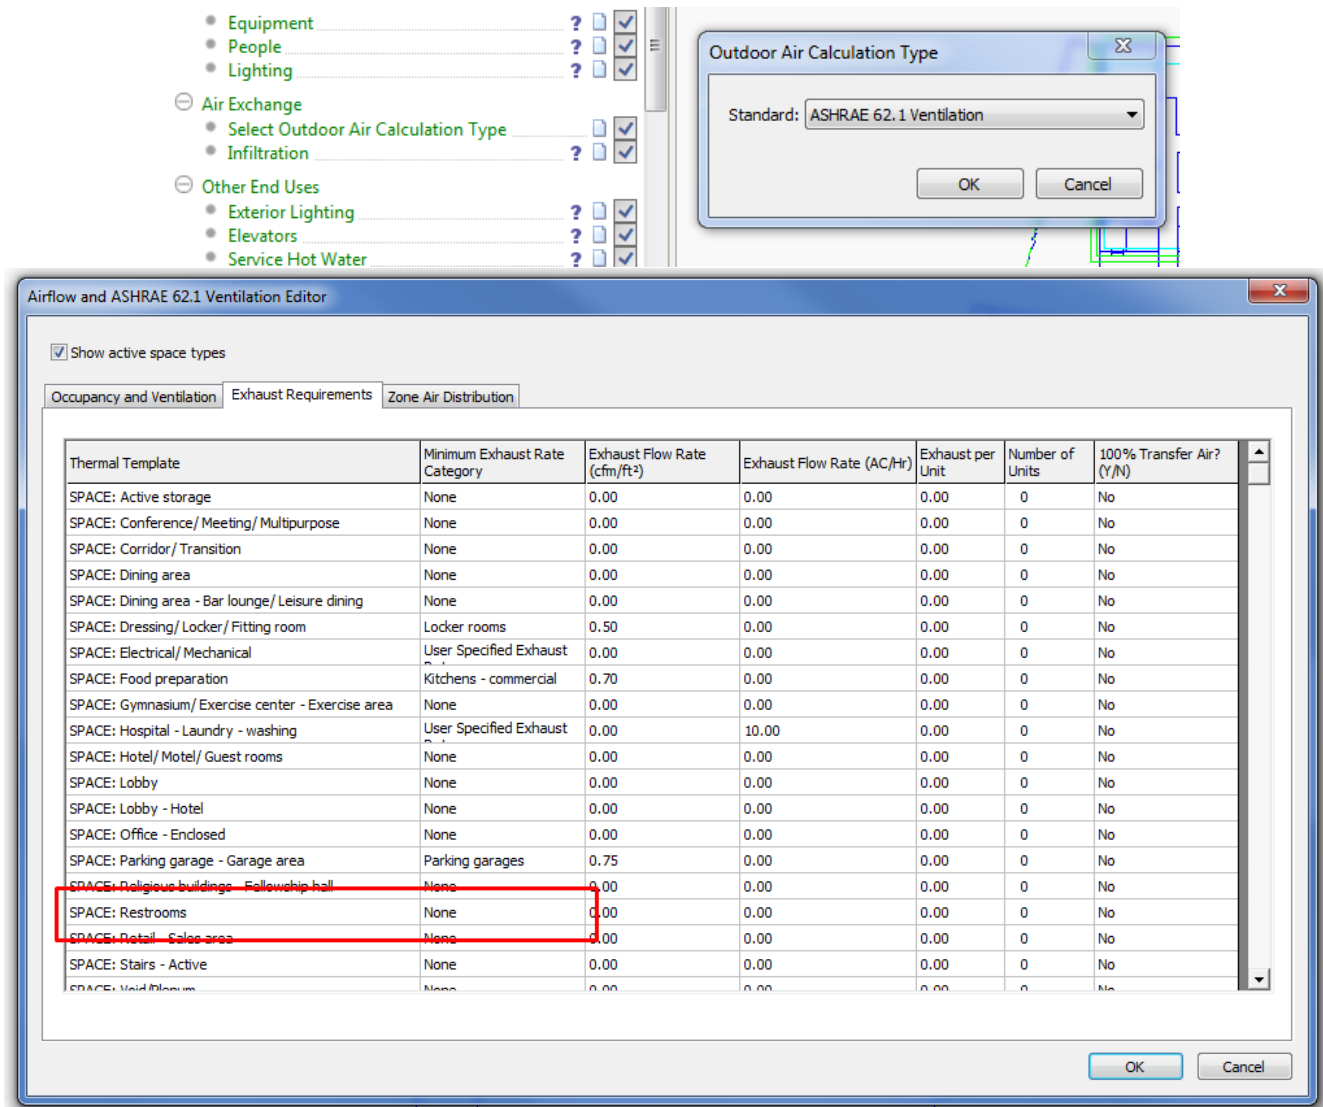 Equipment ?
People ?
Lighting ?
Air Exchange
Select Outdoor Air Calculation Type
Infiltration ?
Other End Uses
Exterior Lighting ?
Elevators ?
Service Hot Water ?
Outdoor Air Calculation Type
Standard: ASHRAE 62.1 Ventilation
OK Cancel
Airflow and ASHRAE 62.1 Ventilation Editor
Show active space types
Occupancy and Ventilation Exhaust Requirements Zone Air Distribution
Thermal Template Minimum Exhaust Rate Category Exhaust Flow Rate (cfm/ft²) Exhaust Flow Rate (AC/Hr) Exhaust per Unit Number of Units 100% Transfer Air? (Y/N)
SPACE: Active storage None 0.00 0.00 0.00 0 No
SPACE: Conference/ Meeting/ Multipurpose None 0.00 0.00 0.00 0 No
SPACE: Corridor/ Transition None 0.00 0.00 0.00 0 No
SPACE: Dining area None 0.00 0.00 0.00 0 No
SPACE: Dining area - Bar lounge/ Leisure dining None 0.00 0.00 0.00 0 No
SPACE: Dressing/ Locker/ Fitting room Locker rooms 0.50 0.00 0.00 0 No
SPACE: Electrical/ Mechanical User Specified Exhaust 0.00 0.00 0.00 0 No
SPACE: Food preparation Kitchens - commercial 0.70 0.00 0.00 0 No
SPACE: Gymnasium/ Exercise center - Exercise area None 0.00 0.00 0.00 0 No
SPACE: Hospital - Laundry - washing User Specified Exhaust 0.00 10.00 0.00 0 No
SPACE: Hotel/ Motel/ Guest rooms None 0.00 0.00 0.00 0 No
SPACE: Lobby None 0.00 0.00 0.00 0 No
SPACE: Lobby - Hotel None 0.00 0.00 0.00 0 No
SPACE: Office - Enclosed None 0.00 0.00 0.00 0 No
SPACE: Parking garage - Garage area Parking garages 0.75 0.00 0.00 0 No
SPACE: Religious buildings - Fellowship hall None 0.00 0.00 0.00 0 No
SPACE: Restrooms None 0.00 0.00 0.00 0 No
SPACE: Retail - Sales area None 0.00 0.00 0.00 0 No
SPACE: Stairs - Active None 0.00 0.00 0.00 0 No
SPACE: Void/Plenum None 0.00 0.00 0.00 0 No
OK Cancel